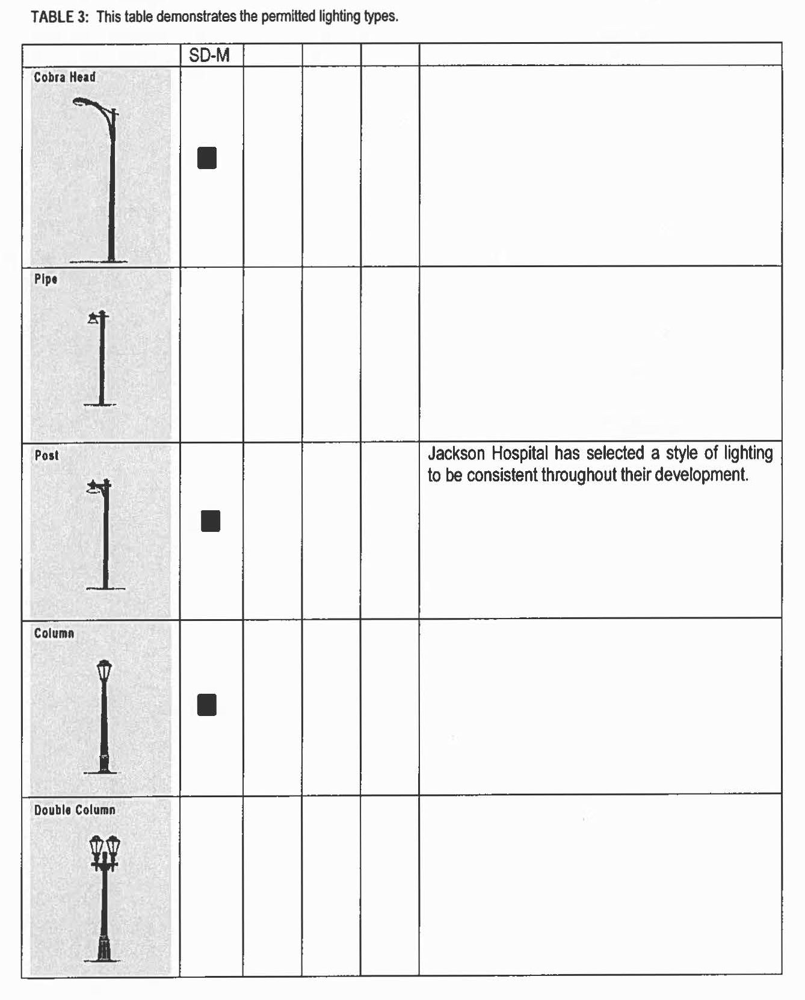 TABLE 3: This table demonstrates the permitted lighting types.
SD-M
Cobra Head
Pipe
Post
Jackson Hospital has selected a style of lighting
to be consistent throughout their development.
Column
Double Column